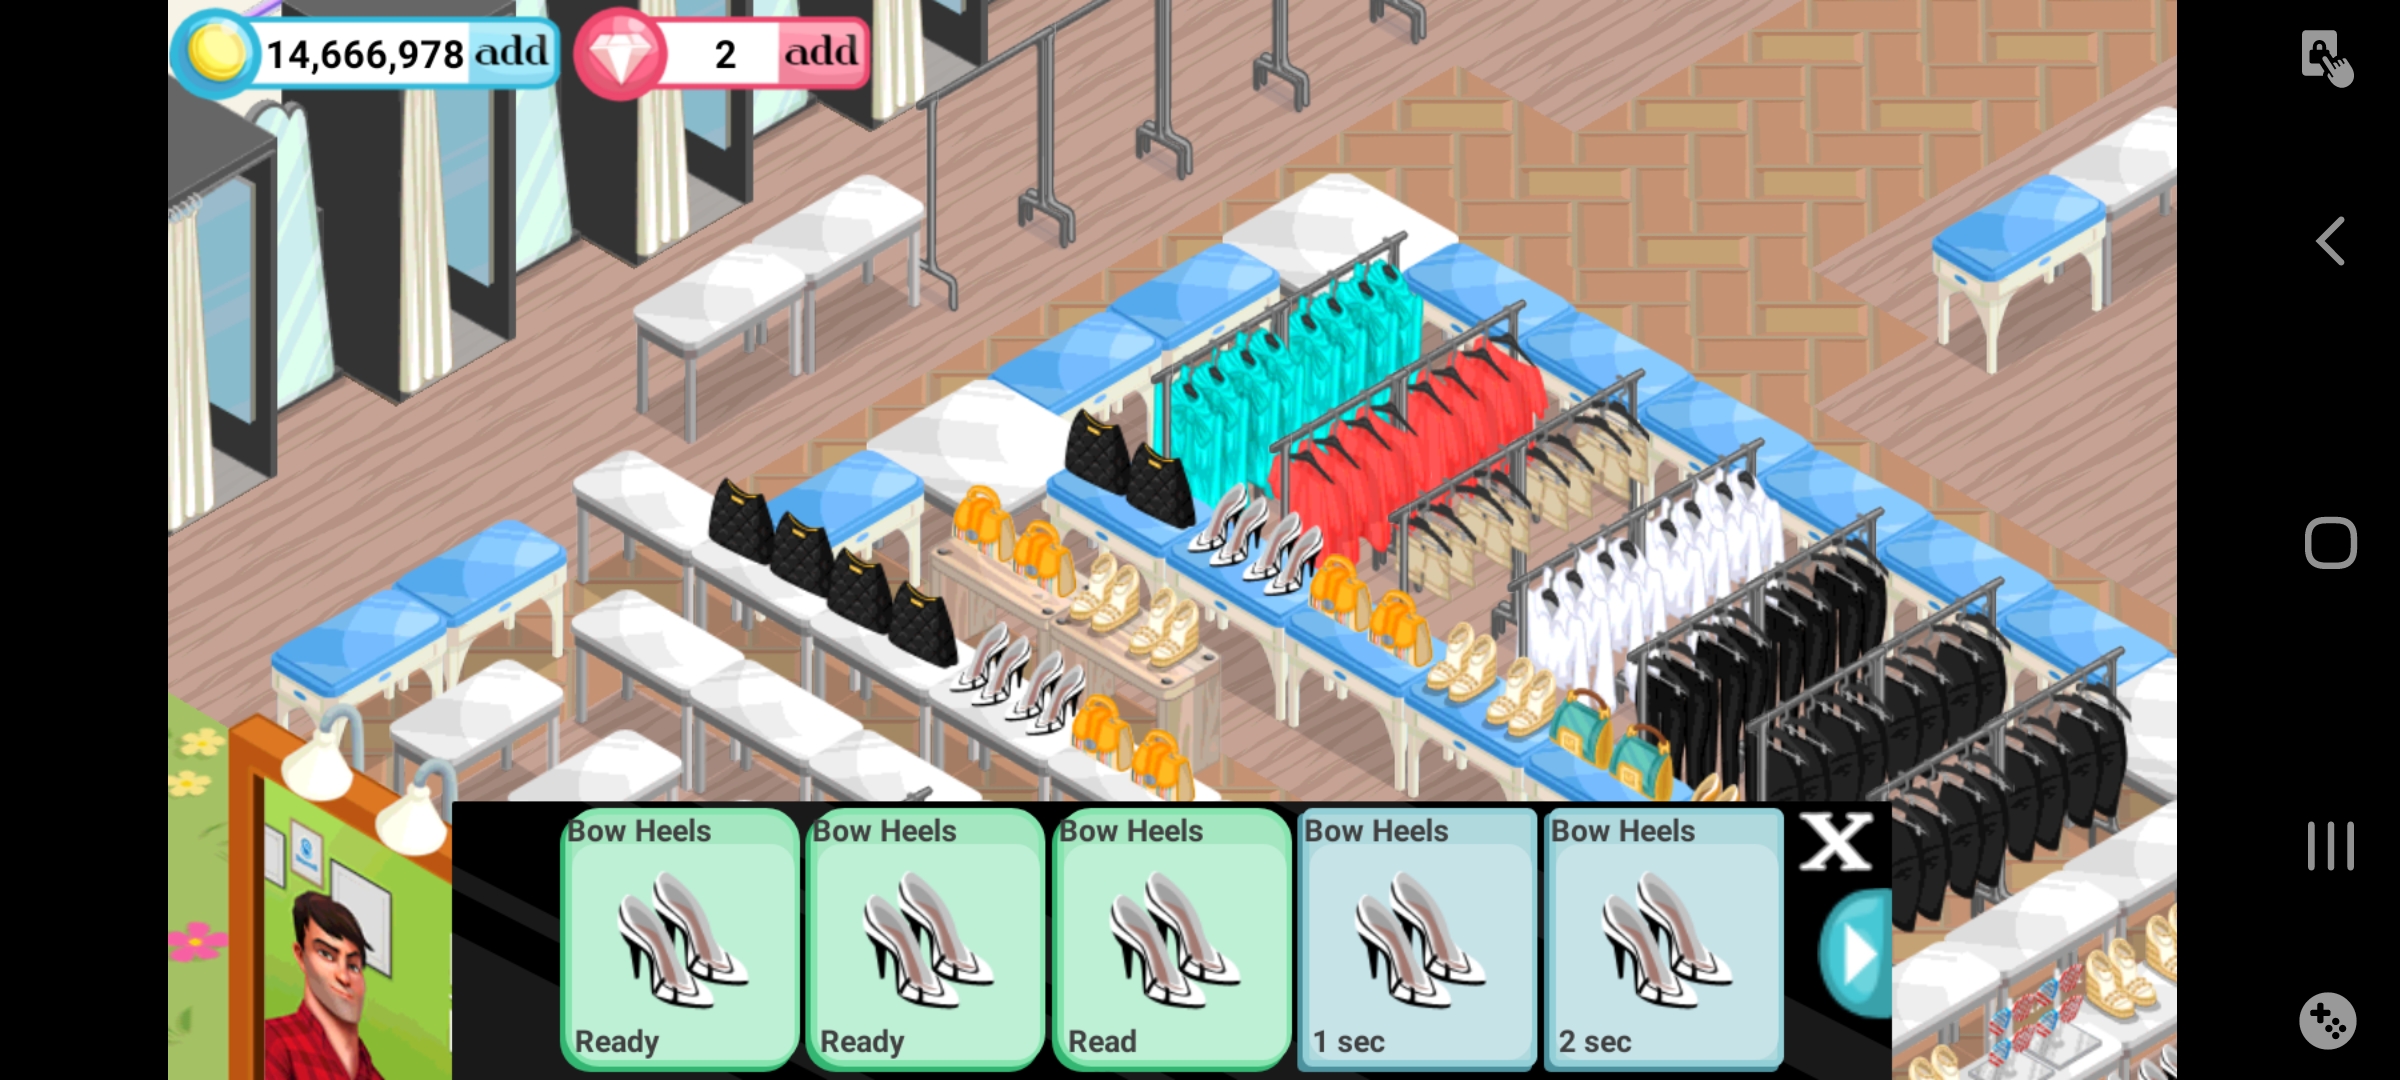 14,666,978 add
2 add
Bow Heels Bow Heels Bow Heels Bow Heels Bow Heels
X
Ready Ready Read 1 sec 2 sec